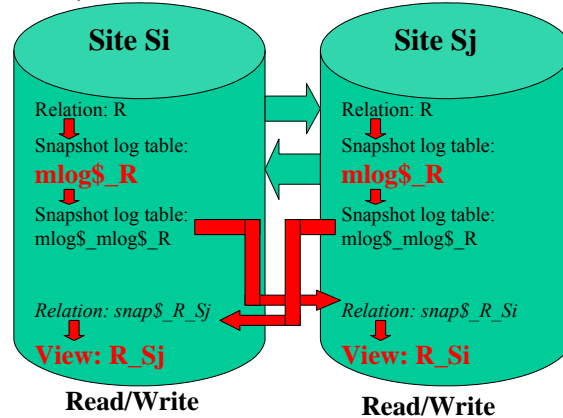 Site Si
Relation: R
Snapshot log table:
mlog$_R
Snapshot log table:
mlog$_mlog$_R
Relation: snap$_R_Sj
View: R_Sj
Read/Write
Site Sj
Relation: R
Snapshot log table:
mlog$_R
Snapshot log table:
mlog$_mlog$_R
Relation: snap$_R_Si
View: R_Si
Read/Write